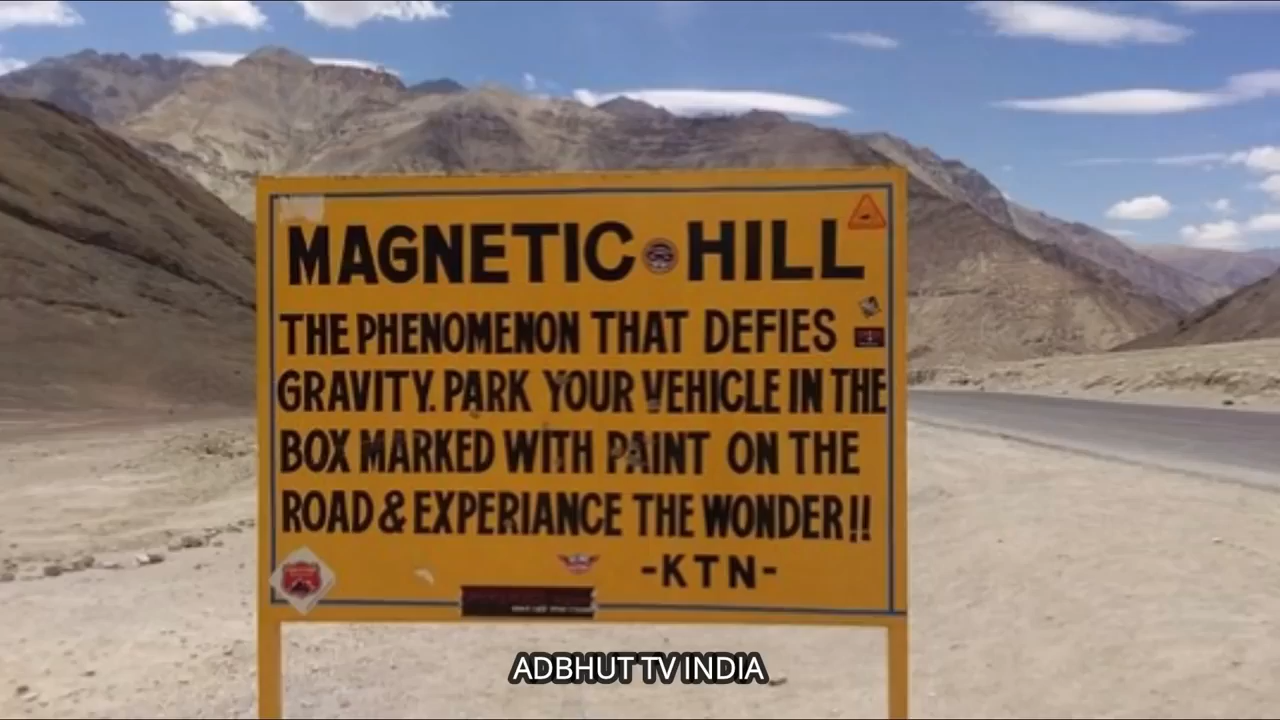 MAGNETIC HILL
THE PHENOMENON THAT DEFIES
GRAVITY. PARK YOUR VEHICLE IN THE
BOX MARKED WITH PAINT ON THE
ROAD & EXPERIANCE THE WONDER!!
-KTN-
ADBHUT TV INDIA